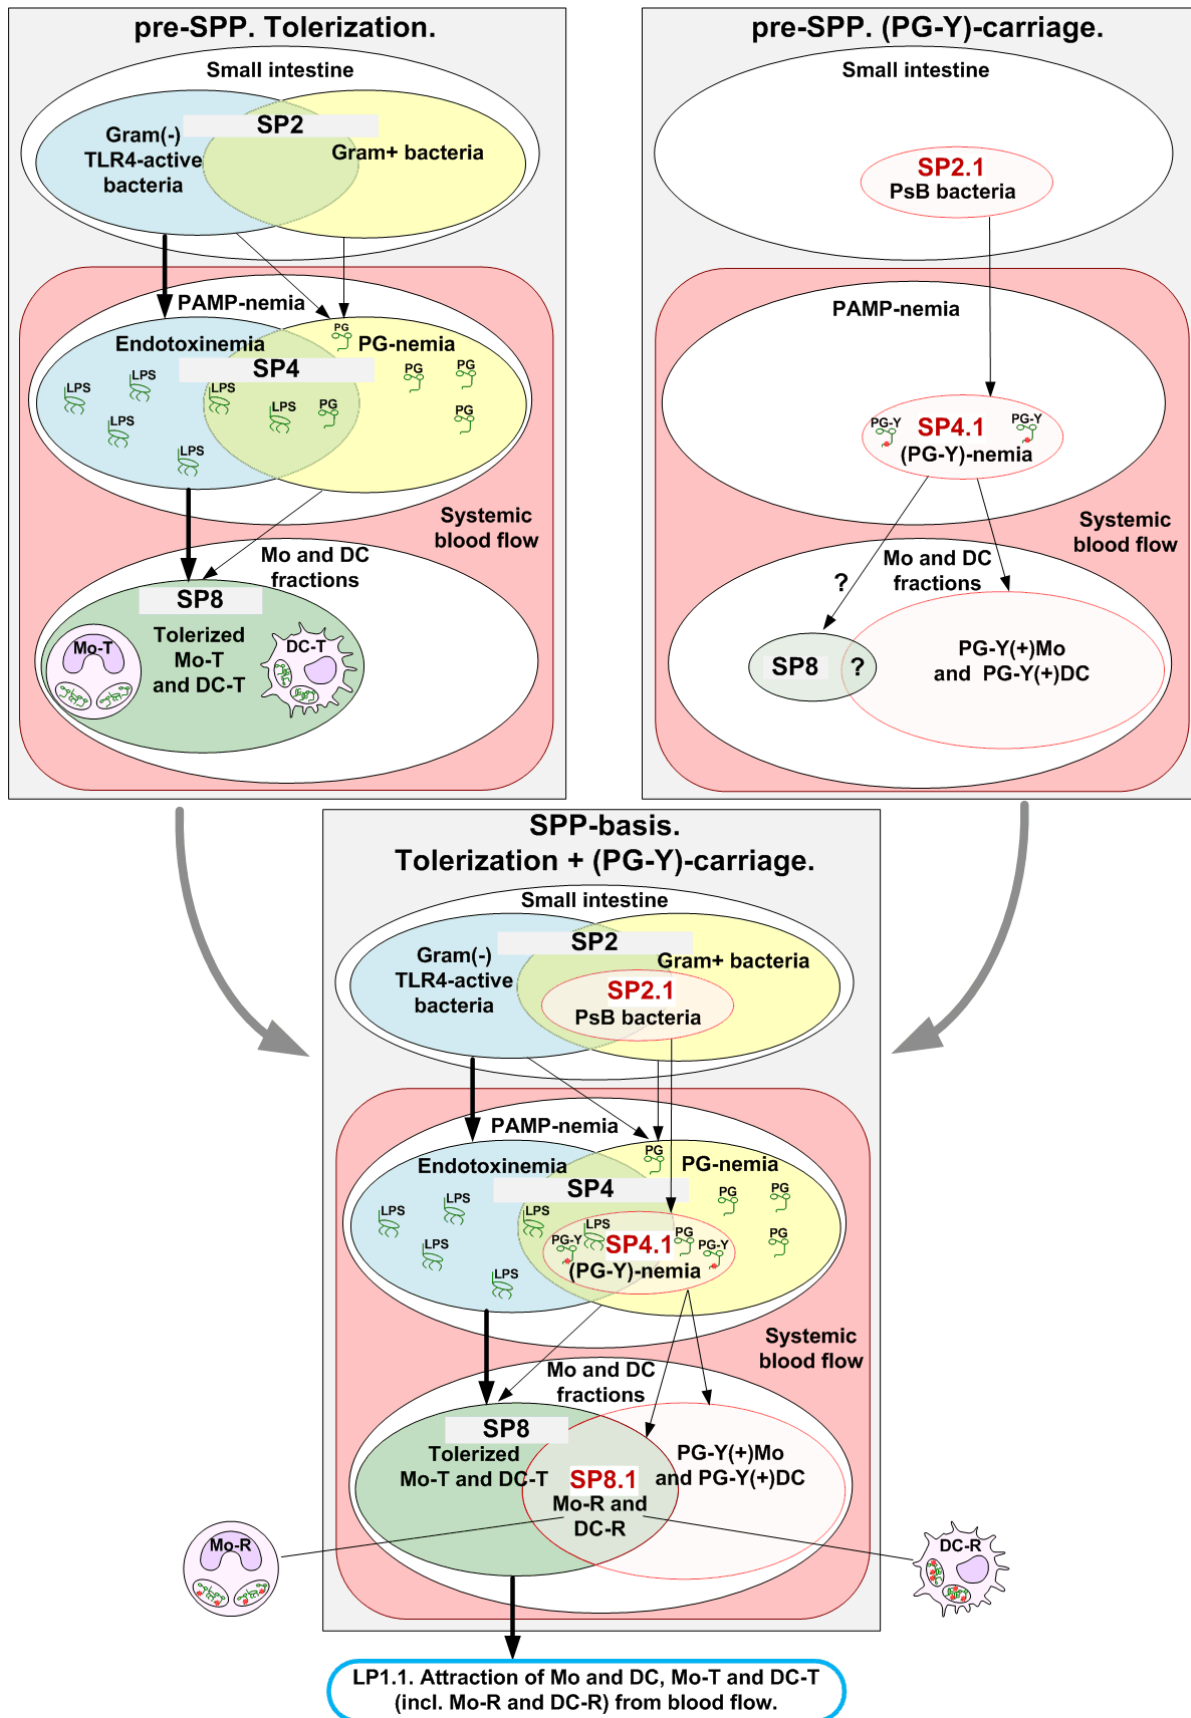 pre-SPP. Tolerization.
Small intestine
SP2
Gram(-)
TLR4-active
bacteria
Gram+ bacteria
PAMP-nemia
Endotoxinemia
PG-nemia
SP4
PG
PG
PG
PG
PG
LPS
LPS
LPS
LPS
LPS
LPS
Systemic
blood flow
Mo and DC
fractions
SP8
Tolerized
Mo-T
and DC-T
Mo-T
DC-T
pre-SPP. (PG-Y)-carriage.
Small intestine
SP2.1
PsB bacteria
PAMP-nemia
PG-Y
SP4.1
PG-Y
(PG-Y)-nemia
Systemic
blood flow
Mo and DC
fractions
?
SP8
?
PG-Y(+)Mo
and PG-Y(+)DC
SPP-basis.
Tolerization + (PG-Y)-carriage.
Small intestine
SP2
Gram(-)
TLR4-active
bacteria
Gram+ bacteria
SP2.1
PsB bacteria
PAMP-nemia
Endotoxinemia
PG-nemia
PG
SP4
LPS
LPS
LPS
LPS
LPS
LPS
PG
PG
PG
PG
PG-Y
SP4.1
PG-Y
(PG-Y)-nemia
Systemic
blood flow
Mo and DC
fractions
SP8
Tolerized
Mo-T and DC-T
SP8.1
Mo-R and
DC-R
PG-Y(+)Mo
and PG-Y(+)DC
Mo-R
DC-R
LP1.1. Attraction of Mo and DC, Mo-T and DC-T
(incl. Mo-R and DC-R) from blood flow.